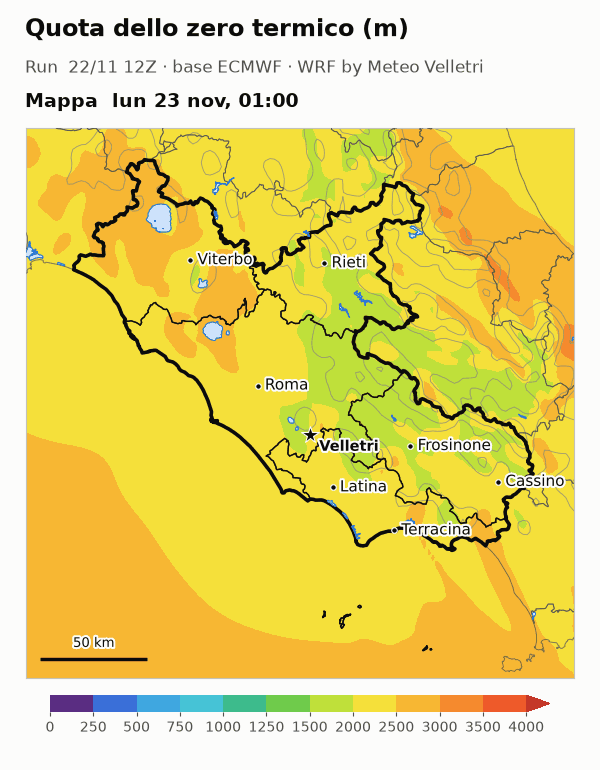 Quota dello zero termico (m)
Run  22/11 12Z · base ECMWF · WRF by Meteo Velletri
Mappa  lun 23 nov, 01:00
Viterbo
Rieti
Roma
Velletri
Frosinone
Latina
Cassino
Terracina
50 km
0 250 500 750 1000 1250 1500 2000 2500 3000 3500 4000